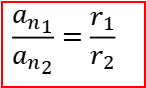 a_{n_1}/a_{n_2} = r_1/r_2